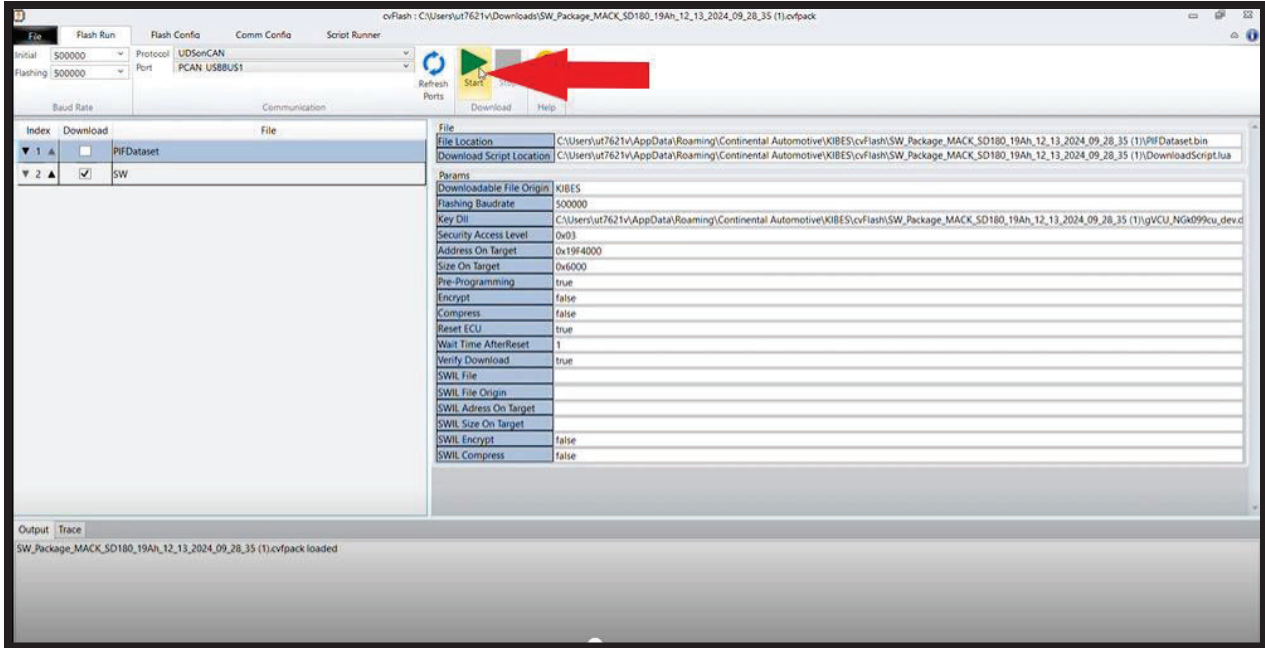 cvFlash : C:\Users\ut7621v\Downloads\SW_Package_MACK_SD180_19Ah_12_13_2024_09_28_35 (1).cvfpack
File Flash Run Flash Config Comm Config Script Runner
Initial 500000 Protocol UDSonCAN
Flashing 500000 Port PCAN USBBUS1
Refresh Ports
Start
Baud Rate Communication Download Help
Index Download File
1 PIFDataset
2 SW
File
File Location C:\Users\ut7621v\AppData\Roaming\Continental Automotive\KIBES\cvFlash\SW_Package_MACK_SD180_19Ah_12_13_2024_09_28_35 (1)\PIFDataset.bin
Download Script Location C:\Users\ut7621v\AppData\Roaming\Continental Automotive\KIBES\cvFlash\SW_Package_MACK_SD180_19Ah_12_13_2024_09_28_35 (1)\DownloadScript.lua
Params
Downloadable File Origin KIBES
Flashing Baudrate 500000
Key Dll C:\Users\ut7621v\AppData\Roaming\Continental Automotive\KIBES\cvFlash\SW_Package_MACK_SD180_19Ah_12_13_2024_09_28_35 (1)\gVCU_NGk099cu_dev.d
Security Access Level 0x03
Address On Target 0x19F4000
Size On Target 0x6000
Pre-Programming true
Encrypt false
Compress false
Reset ECU true
Wait Time AfterReset 1
Verify Download true
SWIL File
SWIL File Origin
SWIL Adress On Target
SWIL Size On Target
SWIL Encrypt false
SWIL Compress false
Output Trace
SW_Package_MACK_SD180_19Ah_12_13_2024_09_28_35 (1).cvfpack loaded